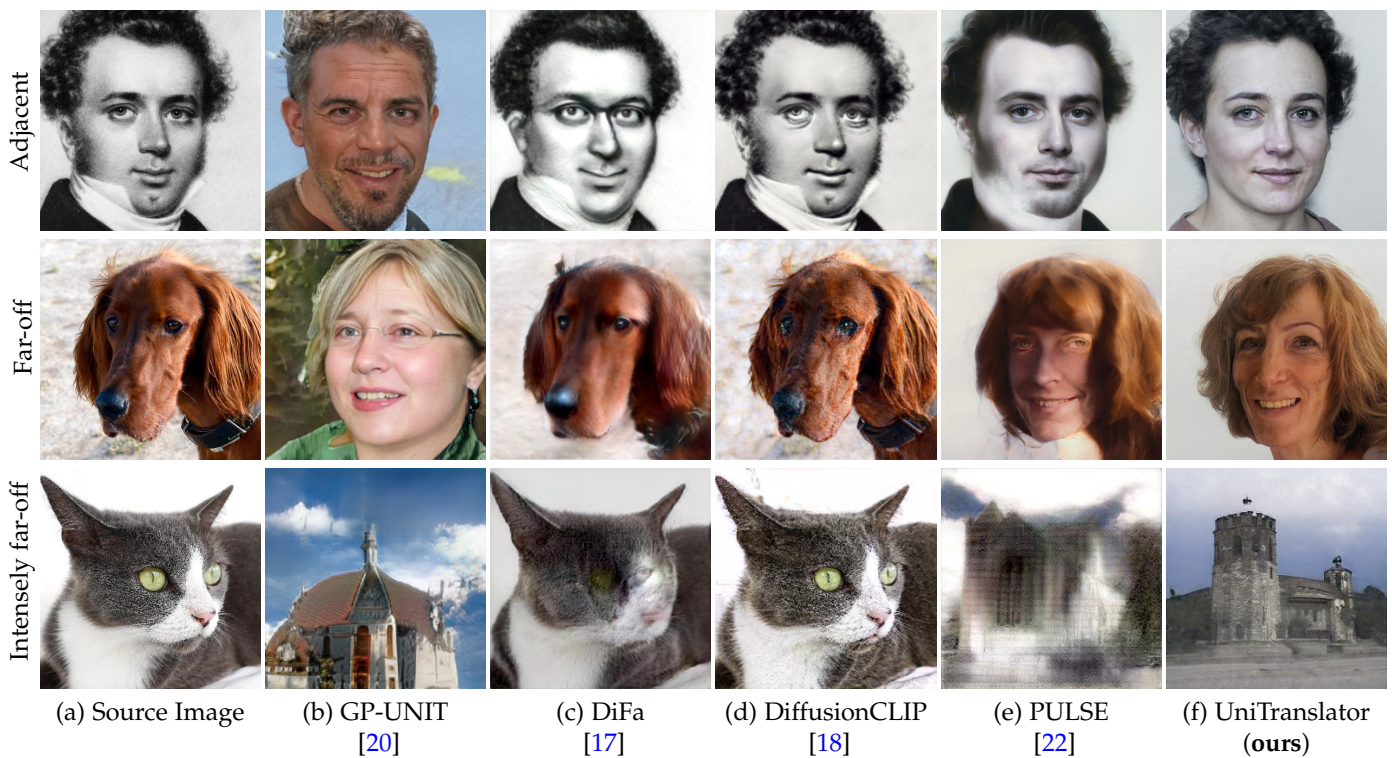 Adjacent
Far-off
Intensely far-off
(a) Source Image
(b) GP-UNIT
[20]
(c) DiFa
[17]
(d) DiffusionCLIP
[18]
(e) PULSE
[22]
(f) UniTranslator
(ours)